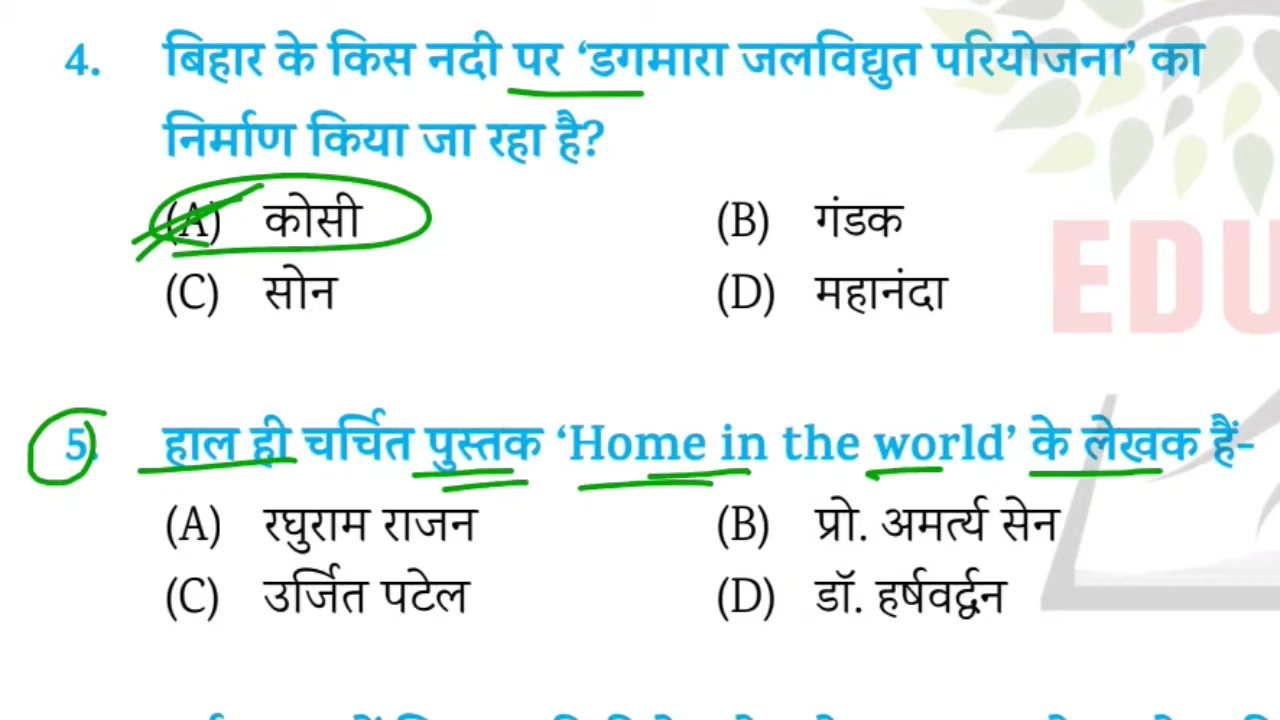 4. बिहार के किस नदी पर ‘डगमारा जलविद्युत परियोजना’ का
निर्माण किया जा रहा है?
(A) कोसी (B) गंडक
(C) सोन (D) महानंदा
EDU
5. हाल ही चर्चित पुस्तक ‘Home in the world’ के लेखक हैं-
(A) रघुराम राजन (B) प्रो. अमर्त्य सेन
(C) उर्जित पटेल (D) डॉ. हर्षवर्द्धन